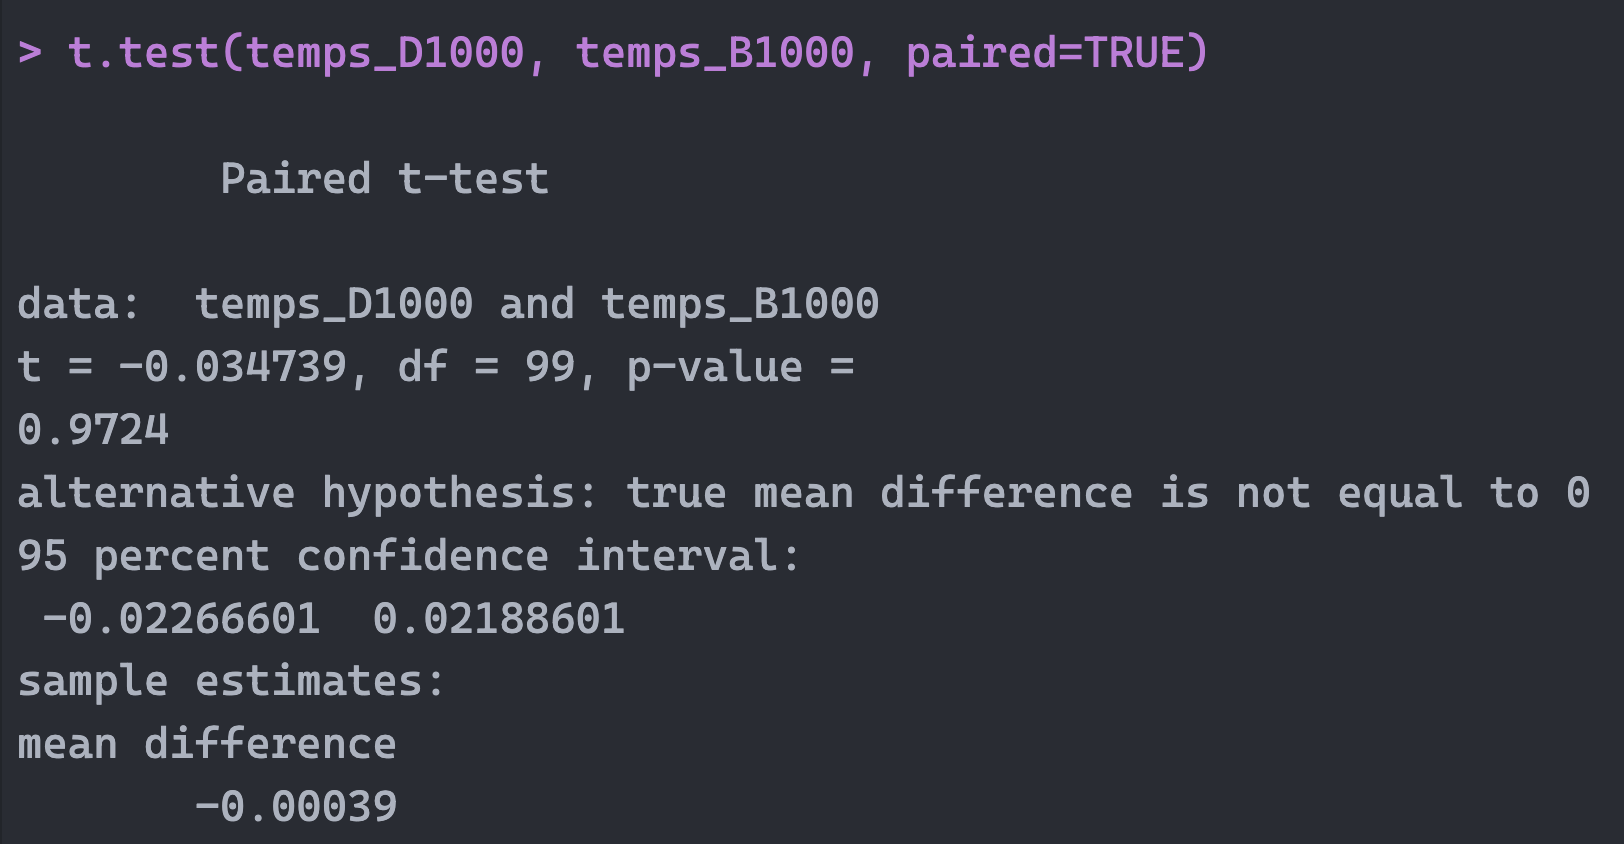 > t.test(temps_D1000, temps_B1000, paired=TRUE)
Paired t-test
data:  temps_D1000 and temps_B1000
t = -0.034739, df = 99, p-value =
0.9724
alternative hypothesis: true mean difference is not equal to 0
95 percent confidence interval:
 -0.02266601  0.02188601
sample estimates:
mean difference
       -0.00039